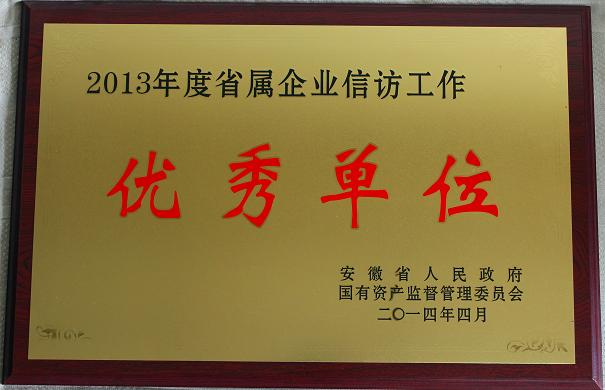 2013年度省属企业信访工作
优秀单位
安徽省人民政府
国有资产监督管理委员会
二〇一四年四月